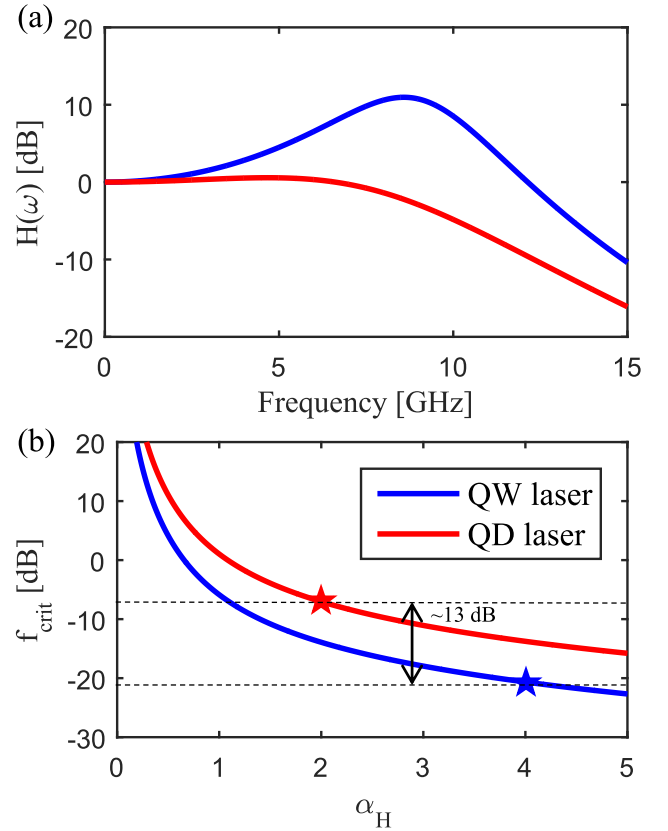 (a)
20
10
0
-10
-20
H(ω) [dB]
0 5 10 15
Frequency [GHz]
(b)
20
10
0
-10
-20
-30
f_crit [dB]
QW laser
QD laser
~13 dB
0 1 2 3 4 5
α_H